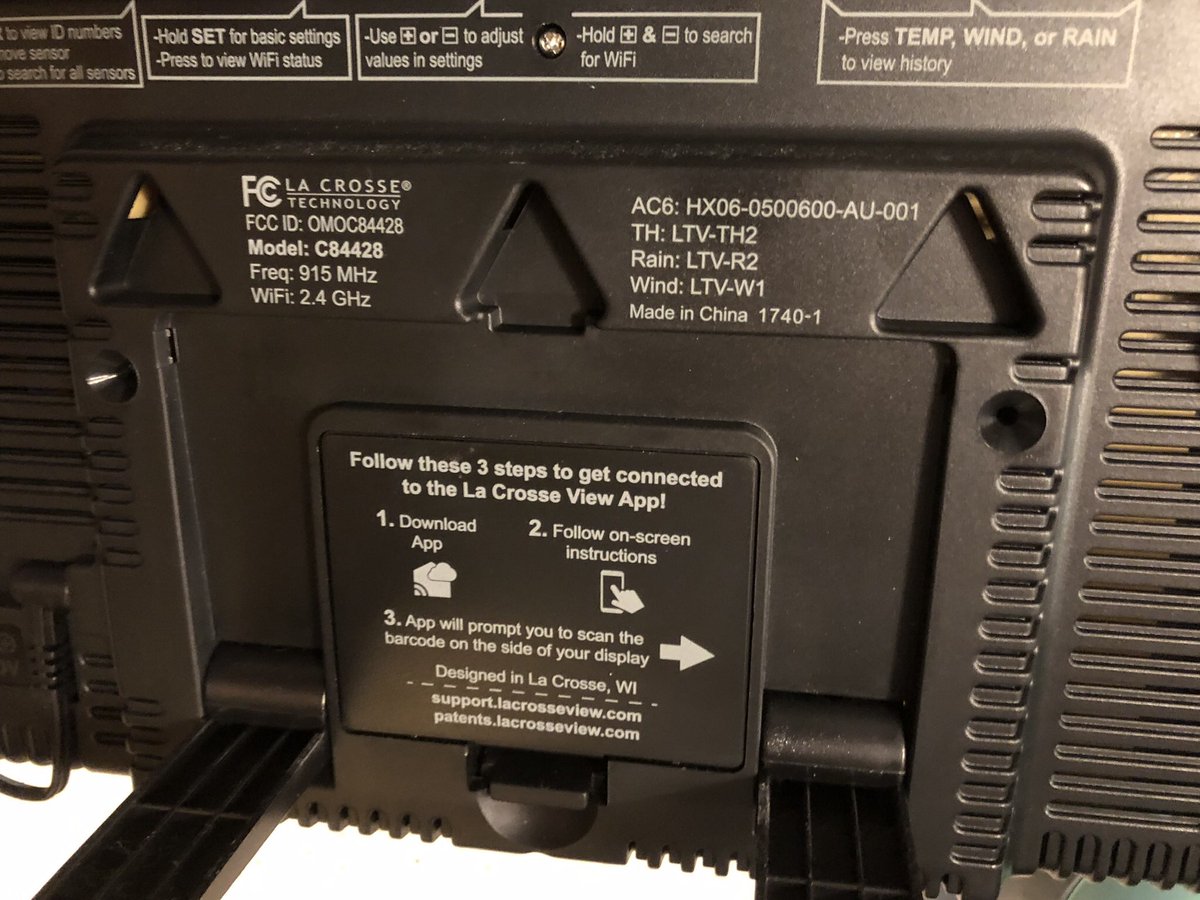 to view ID numbers
move sensor
search for all sensors
-Hold SET for basic settings
-Press to view WiFi status
-Use + or - to adjust
values in settings
-Hold + & - to search
for WiFi
-Press TEMP, WIND, or RAIN
to view history
FC LA CROSSE®
TECHNOLOGY
FCC ID: OMOC84428
Model: C84428
Freq: 915 MHz
WiFi: 2.4 GHz
AC6: HX06-0500600-AU-001
TH: LTV-TH2
Rain: LTV-R2
Wind: LTV-W1
Made in China 1740-1
Follow these 3 steps to get connected
to the La Crosse View App!
1. Download
App
2. Follow on-screen
instructions
3. App will prompt you to scan the
barcode on the side of your display
Designed in La Crosse, WI
support.lacrosseview.com
patents.lacrosseview.com